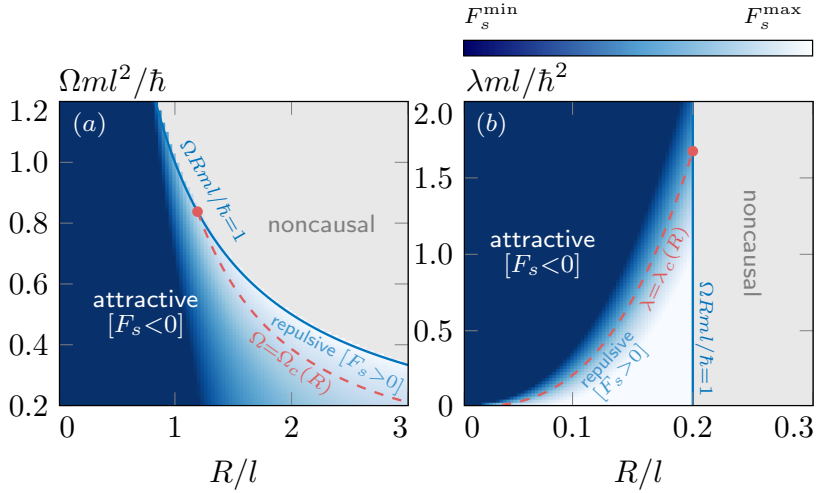 F_s^min
F_s^max
Ωml²/ħ
λml/ħ²
(a)
1.2
1.0
0.8
0.6
0.4
0.2
ΩRml/ħ=1
noncausal
attractive
[F_s<0]
repulsive [F_s>0]
Ω=Ω_c(R)
0
1
2
3
R/l
(b)
2.0
1.5
1.0
0.5
0
attractive
[F_s<0]
λ=λ_c(R)
repulsive
[F_s>0]
ΩRml/ħ=1
noncausal
0
0.1
0.2
0.3
R/l